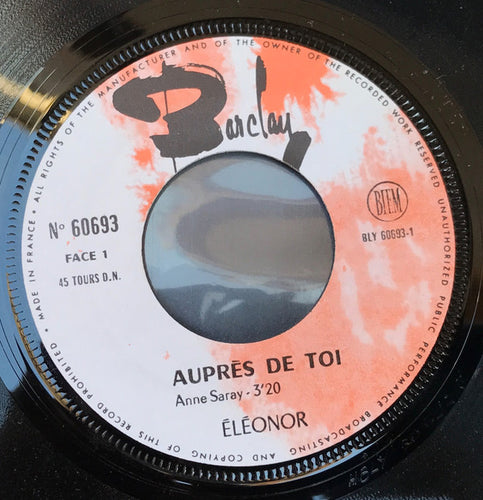 • ALL RIGHTS OF THE MANUFACTURER AND OF THE OWNER OF THE RECORDED WORK RESERVED UNAUTHORIZED PUBLIC PERFORMANCE BROADCASTING AND COPYING OF THIS RECORD PROHIBITED • MADE IN FRANCE
Barclay
Nº 60693
FACE 1
45 TOURS D.N.
BIEM
BLY 60693-1
AUPRÈS DE TOI
Anne Saray - 3'20
ÉLÉONOR